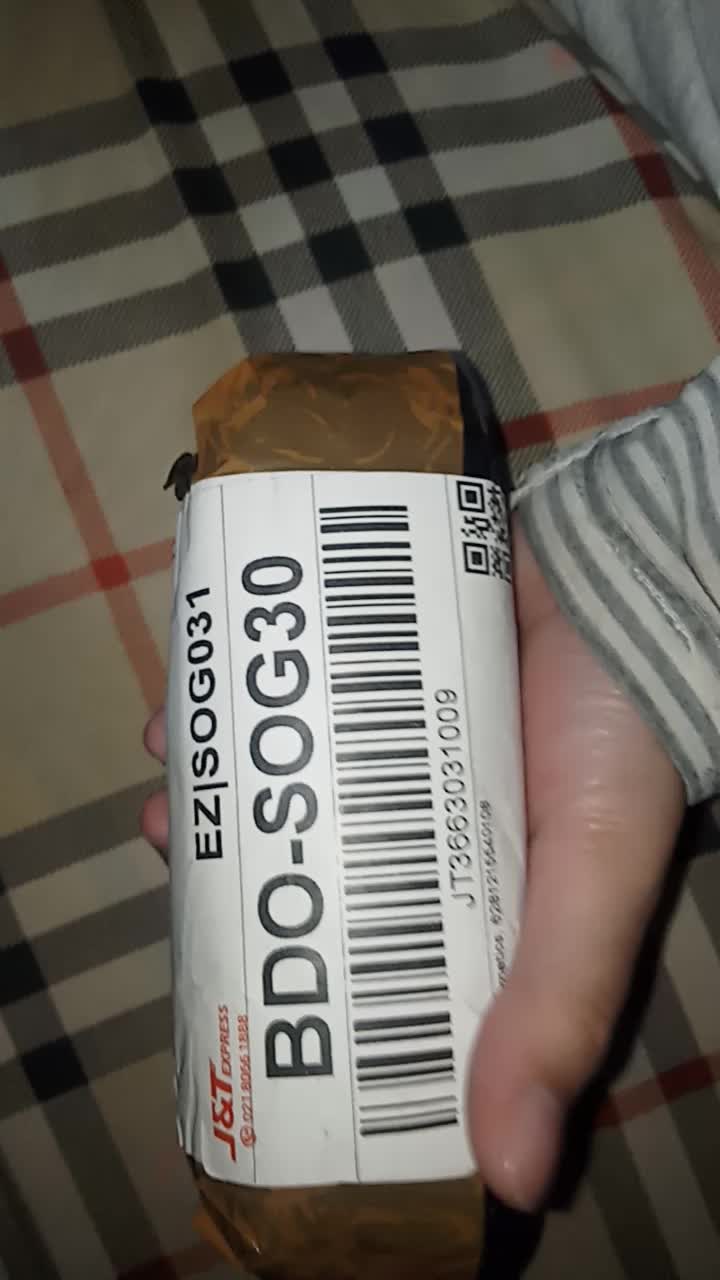 J&T EXPRESS
021 8066 1888
EZ|SOG031
BDO-SOG30
JT3663031009